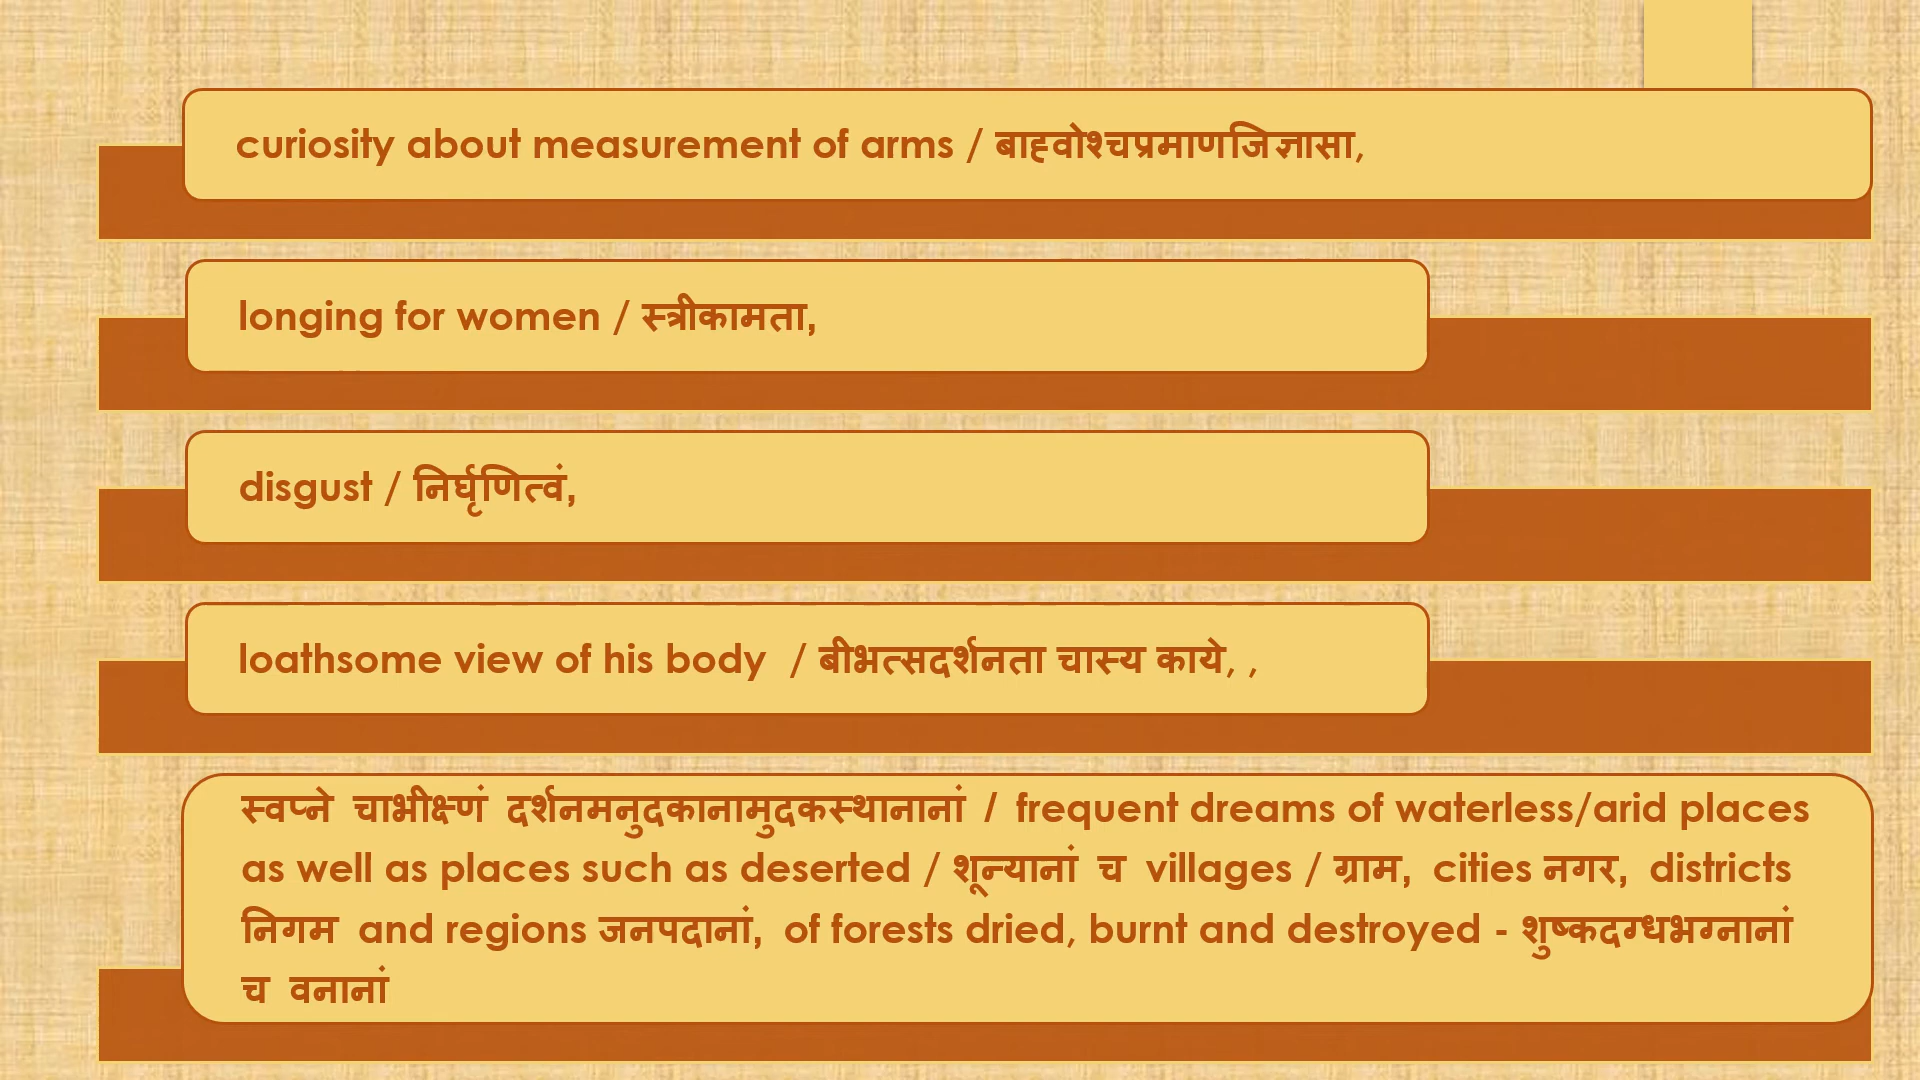 curiosity about measurement of arms / बाह्वोश्चप्रमाणजिज्ञासा,
longing for women / स्त्रीकामता,
disgust / निर्घृणित्वं,
loathsome view of his body / बीभत्सदर्शनता चास्य काये, ,
स्वप्ने चाभीक्ष्णं दर्शनमनुदकानामुदकस्थानानां / frequent dreams of waterless/arid places
as well as places such as deserted / शून्यानां च villages / ग्राम, cities नगर, districts
निगम and regions जनपदानां, of forests dried, burnt and destroyed - शुष्कदग्धभग्नानां
च वनानां